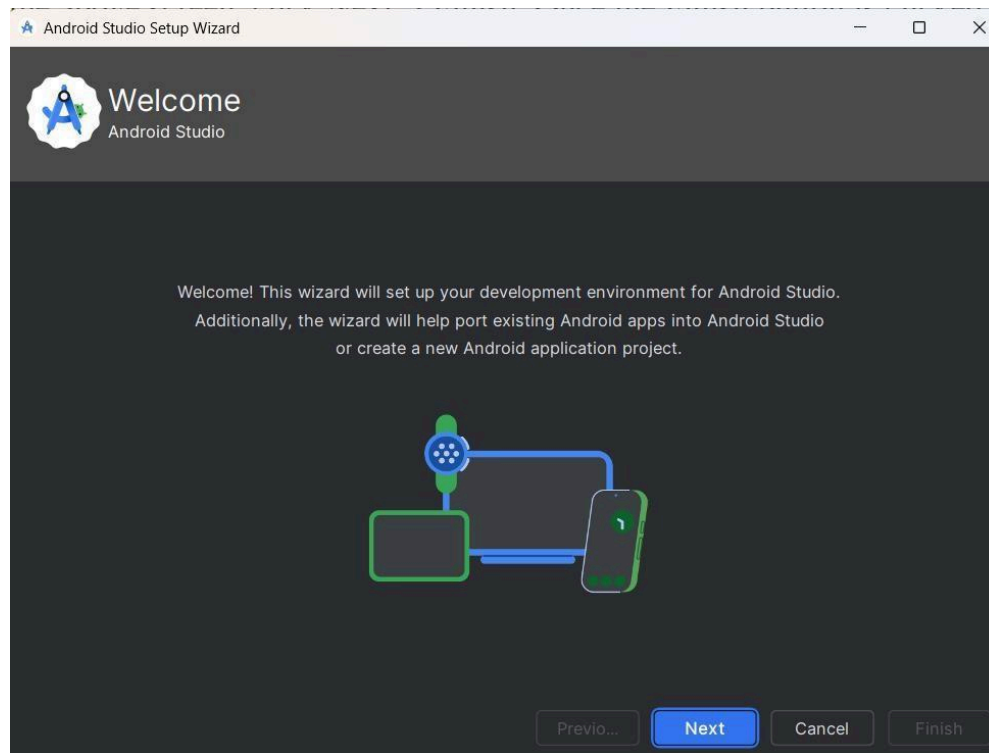 Android Studio Setup Wizard
Welcome
Android Studio
Welcome! This wizard will set up your development environment for Android Studio.
Additionally, the wizard will help port existing Android apps into Android Studio
or create a new Android application project.
Previo...
Next
Cancel
Finish